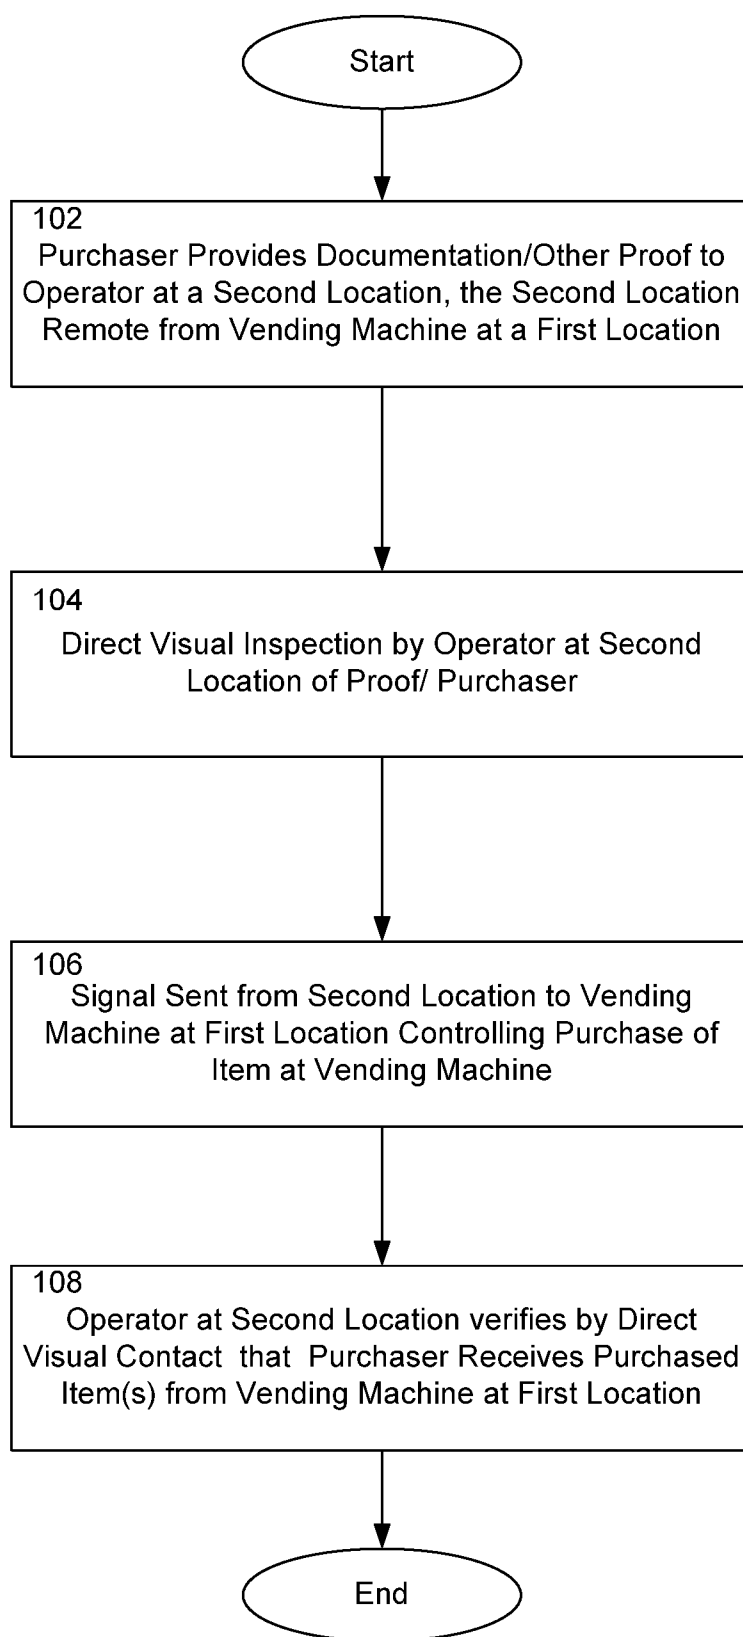 Start
102
Purchaser Provides Documentation/Other Proof to
Operator at a Second Location, the Second Location
Remote from Vending Machine at a First Location
104
Direct Visual Inspection by Operator at Second
Location of Proof/ Purchaser
106
Signal Sent from Second Location to Vending
Machine at First Location Controlling Purchase of
Item at Vending Machine
108
Operator at Second Location verifies by Direct
Visual Contact that Purchaser Receives Purchased
Item(s) from Vending Machine at First Location
End